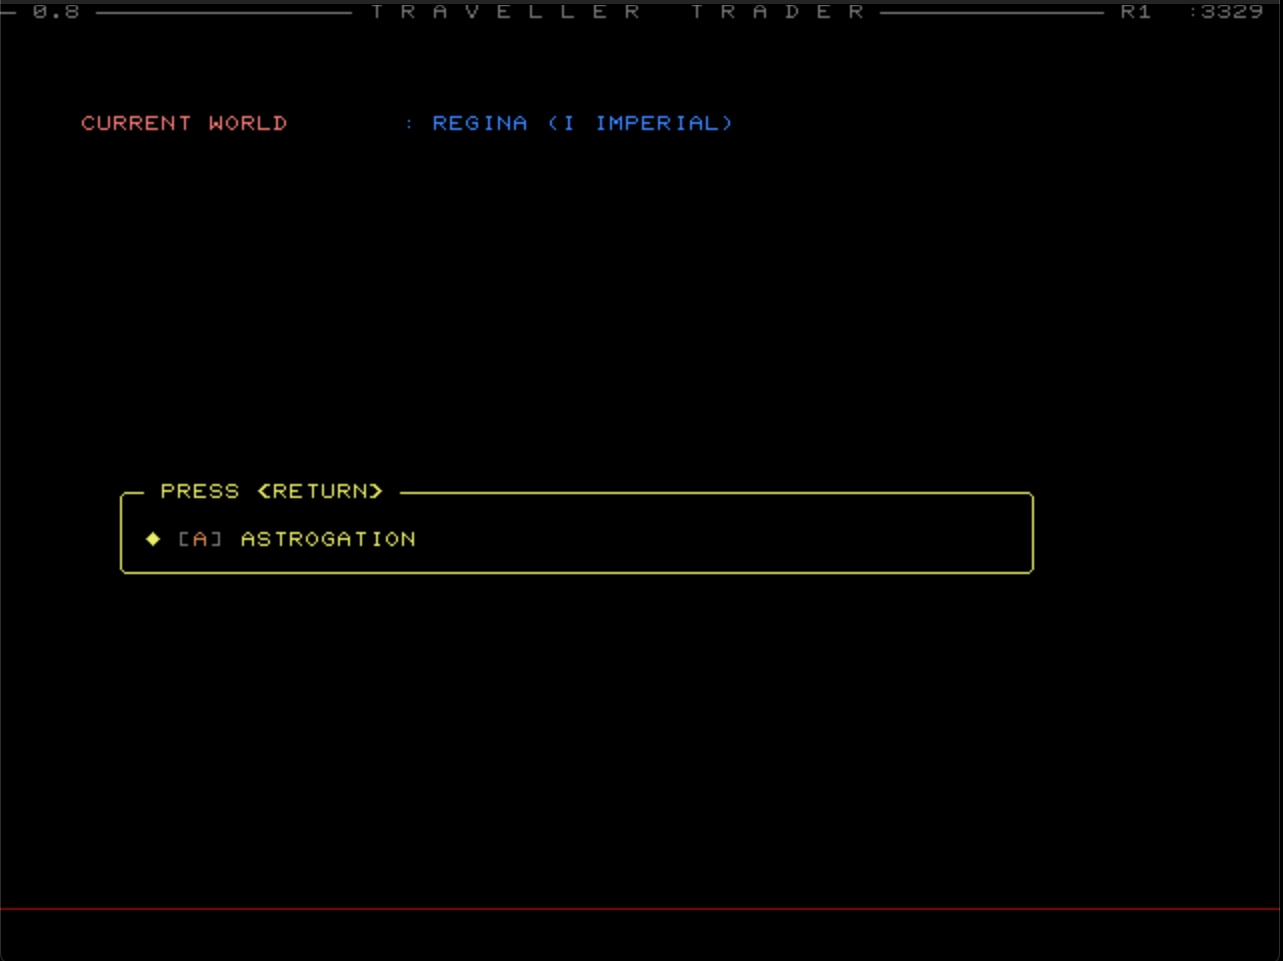 0.8 T R A V E L L E R   T R A D E R R1 :3329
CURRENT WORLD : REGINA (I IMPERIAL)
PRESS <RETURN>
◆ [A] ASTROGATION